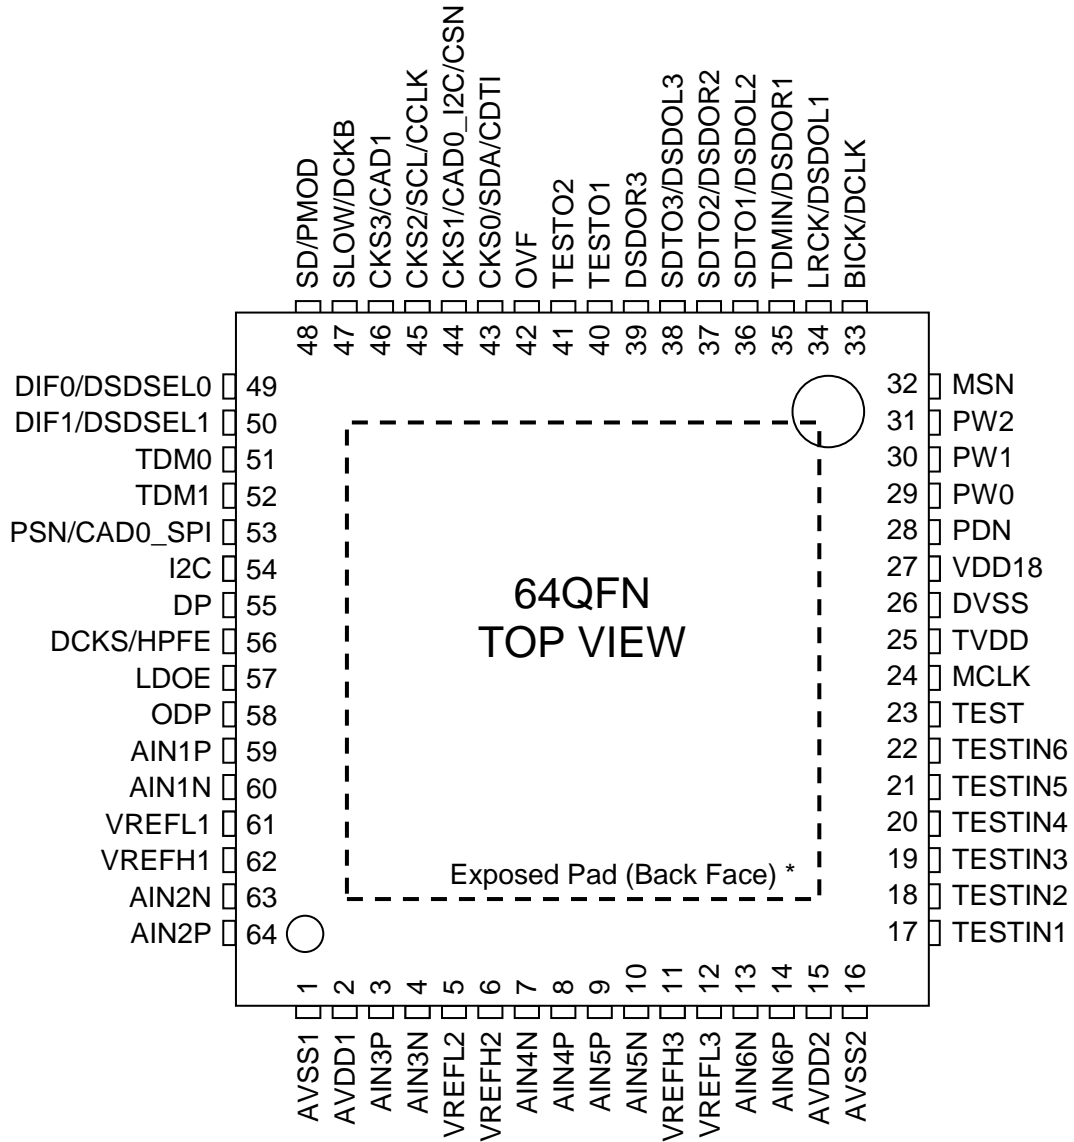 SD/PMOD
SLOW/DCKB
CKS3/CAD1
CKS2/SCL/CCLK
CKS1/CAD0_I2C/CSN
CKS0/SDA/CDTI
OVF
TESTO2
TESTO1
DSDOR3
SDTO3/DSDOL3
SDTO2/DSDOR2
SDTO1/DSDOL2
TDMIN/DSDOR1
LRCK/DSDOL1
BICK/DCLK
48
47
46
45
44
43
42
41
40
39
38
37
36
35
34
33
DIF0/DSDSEL0 49
DIF1/DSDSEL1 50
TDM0 51
TDM1 52
PSN/CAD0_SPI 53
I2C 54
DP 55
DCKS/HPFE 56
LDOE 57
ODP 58
AIN1P 59
AIN1N 60
VREFL1 61
VREFH1 62
AIN2N 63
AIN2P 64
64QFN
TOP VIEW
Exposed Pad (Back Face) *
32 MSN
31 PW2
30 PW1
29 PW0
28 PDN
27 VDD18
26 DVSS
25 TVDD
24 MCLK
23 TEST
22 TESTIN6
21 TESTIN5
20 TESTIN4
19 TESTIN3
18 TESTIN2
17 TESTIN1
1
2
3
4
5
6
7
8
9
10
11
12
13
14
15
16
AVSS1
AVDD1
AIN3P
AIN3N
VREFL2
VREFH2
AIN4N
AIN4P
AIN5P
AIN5N
VREFH3
VREFL3
AIN6N
AIN6P
AVDD2
AVSS2